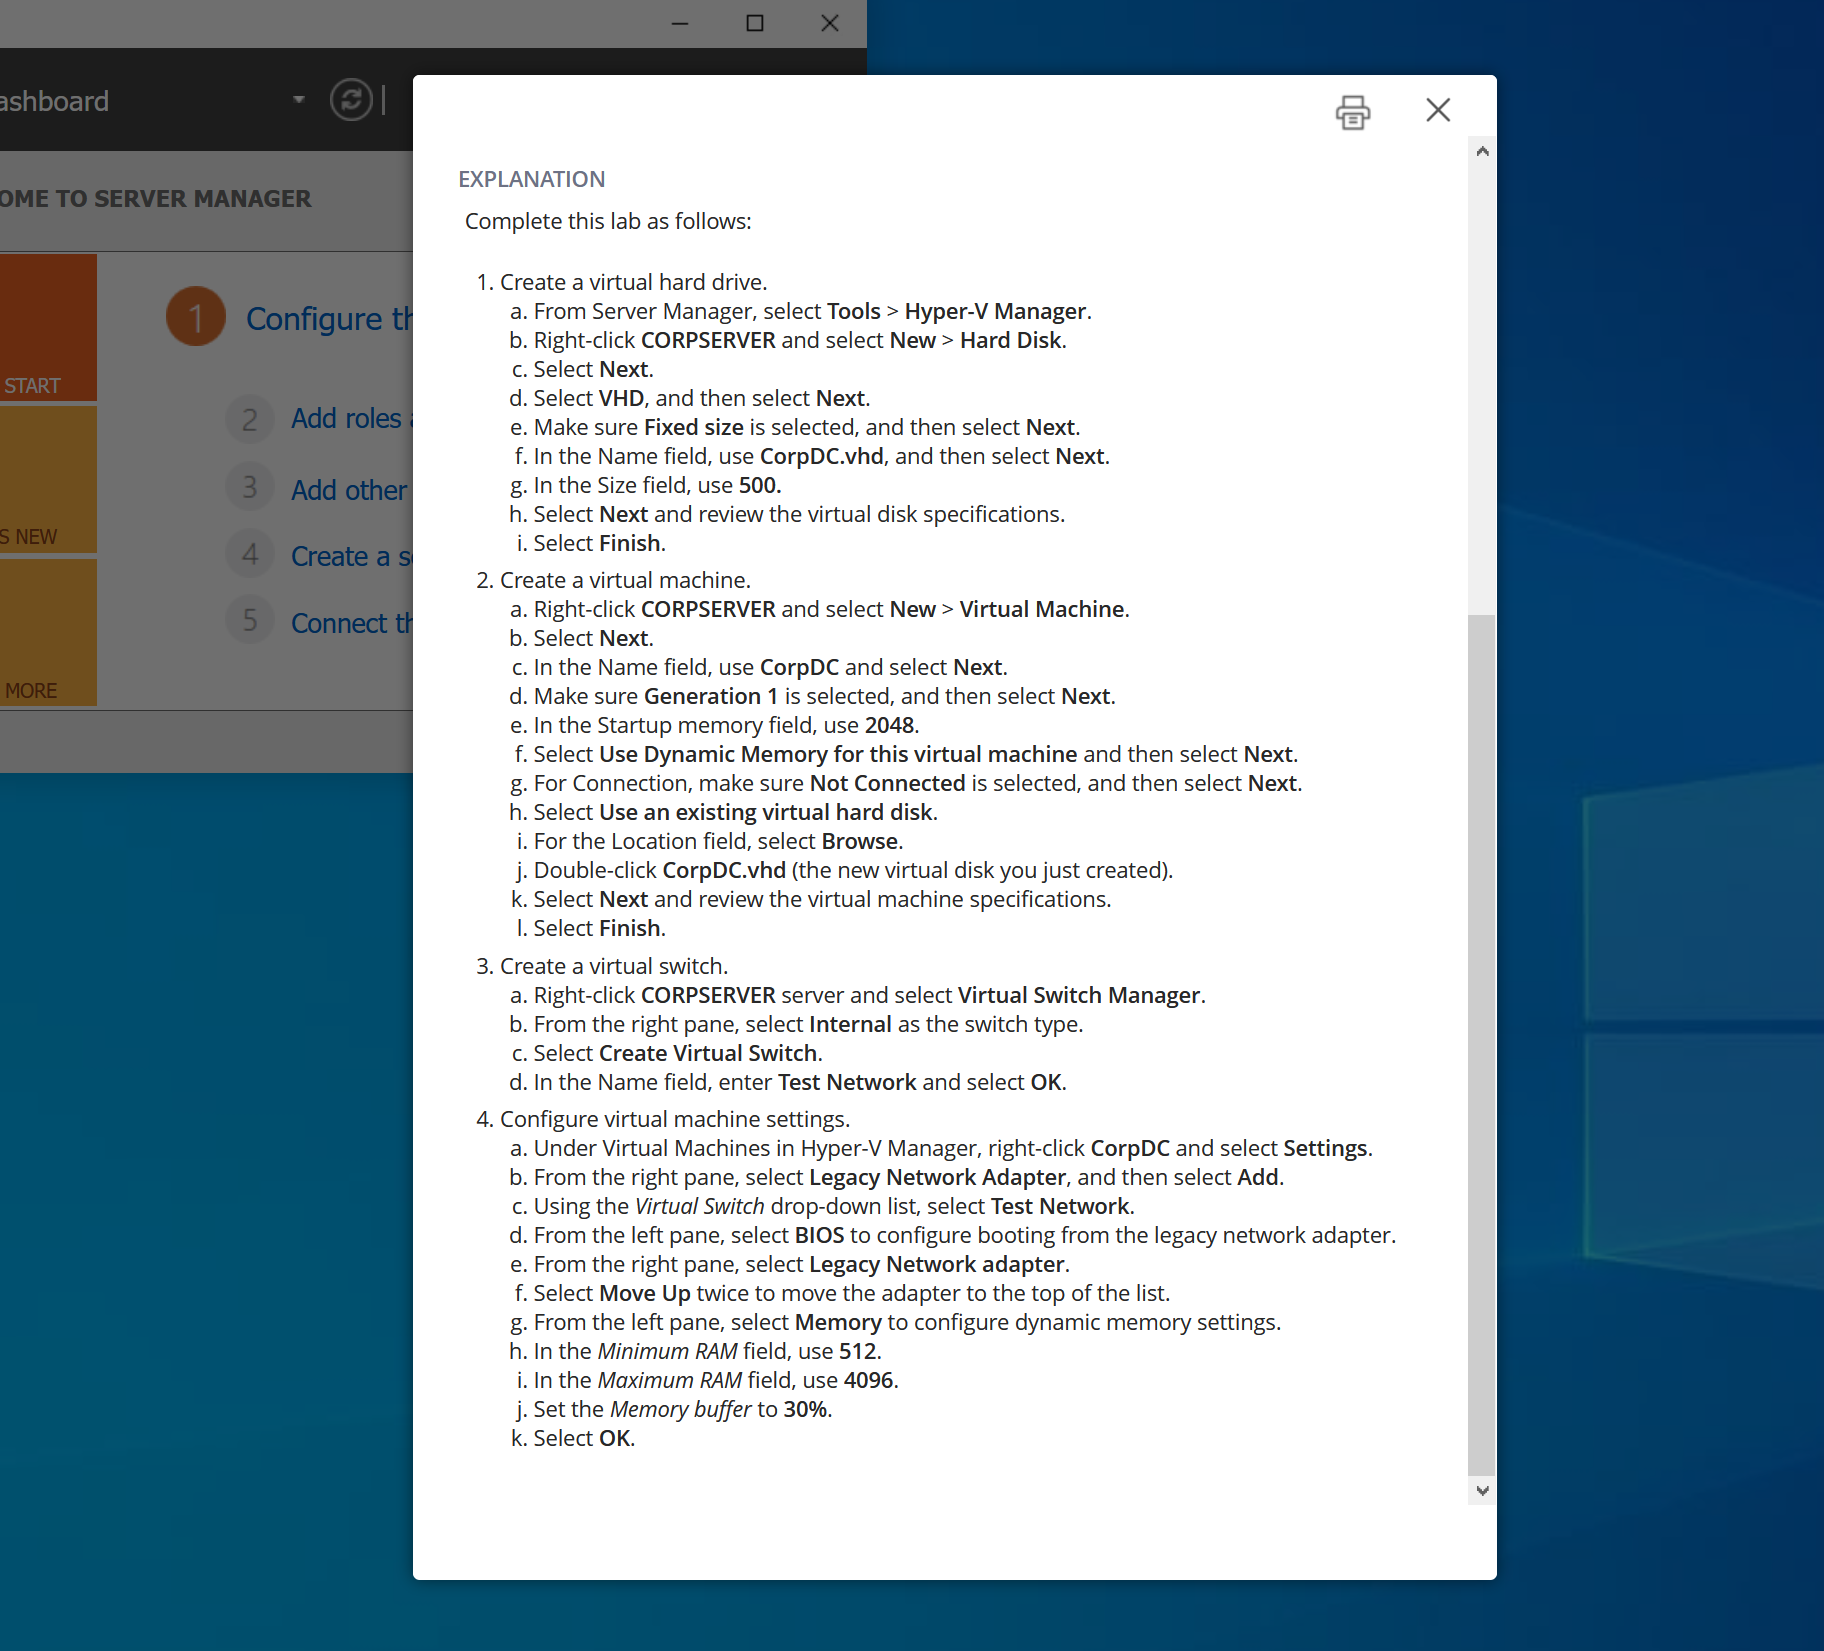 ashboard
OME TO SERVER MANAGER
START
S NEW
MORE
1 Configure th
2 Add roles a
3 Add other
4 Create a s
5 Connect th
EXPLANATION
Complete this lab as follows:
1. Create a virtual hard drive.
a. From Server Manager, select Tools > Hyper-V Manager.
b. Right-click CORPSERVER and select New > Hard Disk.
c. Select Next.
d. Select VHD, and then select Next.
e. Make sure Fixed size is selected, and then select Next.
f. In the Name field, use CorpDC.vhd, and then select Next.
g. In the Size field, use 500.
h. Select Next and review the virtual disk specifications.
i. Select Finish.
2. Create a virtual machine.
a. Right-click CORPSERVER and select New > Virtual Machine.
b. Select Next.
c. In the Name field, use CorpDC and select Next.
d. Make sure Generation 1 is selected, and then select Next.
e. In the Startup memory field, use 2048.
f. Select Use Dynamic Memory for this virtual machine and then select Next.
g. For Connection, make sure Not Connected is selected, and then select Next.
h. Select Use an existing virtual hard disk.
i. For the Location field, select Browse.
j. Double-click CorpDC.vhd (the new virtual disk you just created).
k. Select Next and review the virtual machine specifications.
l. Select Finish.
3. Create a virtual switch.
a. Right-click CORPSERVER server and select Virtual Switch Manager.
b. From the right pane, select Internal as the switch type.
c. Select Create Virtual Switch.
d. In the Name field, enter Test Network and select OK.
4. Configure virtual machine settings.
a. Under Virtual Machines in Hyper-V Manager, right-click CorpDC and select Settings.
b. From the right pane, select Legacy Network Adapter, and then select Add.
c. Using the Virtual Switch drop-down list, select Test Network.
d. From the left pane, select BIOS to configure booting from the legacy network adapter.
e. From the right pane, select Legacy Network adapter.
f. Select Move Up twice to move the adapter to the top of the list.
g. From the left pane, select Memory to configure dynamic memory settings.
h. In the Minimum RAM field, use 512.
i. In the Maximum RAM field, use 4096.
j. Set the Memory buffer to 30%.
k. Select OK.